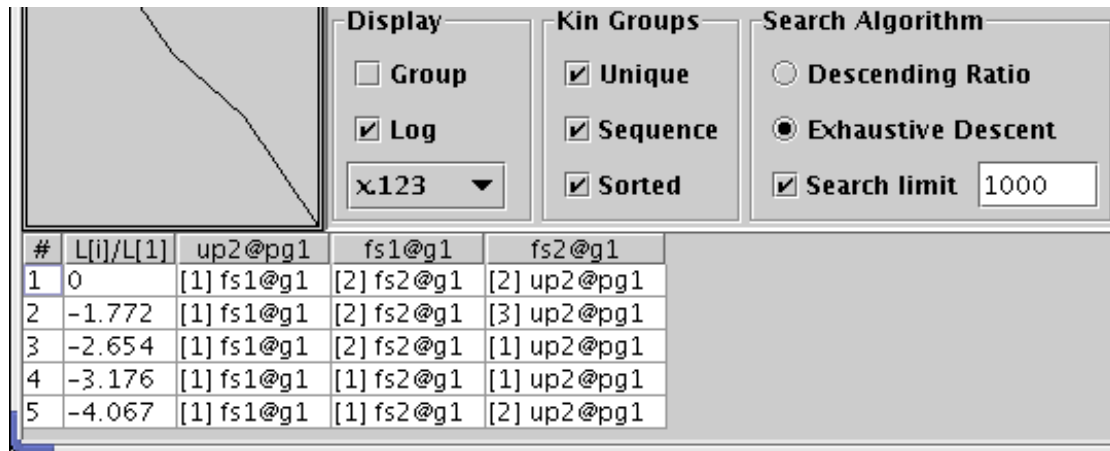 Display Kin Groups Search Algorithm
Group Unique Descending Ratio
Log Sequence Exhaustive Descent
x.123 Sorted Search limit 1000
# L[i]/L[1] up2@pg1 fs1@g1 fs2@g1
1 0 [1] fs1@g1 [2] fs2@g1 [2] up2@pg1
2 -1.772 [1] fs1@g1 [2] fs2@g1 [3] up2@pg1
3 -2.654 [1] fs1@g1 [2] fs2@g1 [1] up2@pg1
4 -3.176 [1] fs1@g1 [1] fs2@g1 [1] up2@pg1
5 -4.067 [1] fs1@g1 [1] fs2@g1 [2] up2@pg1